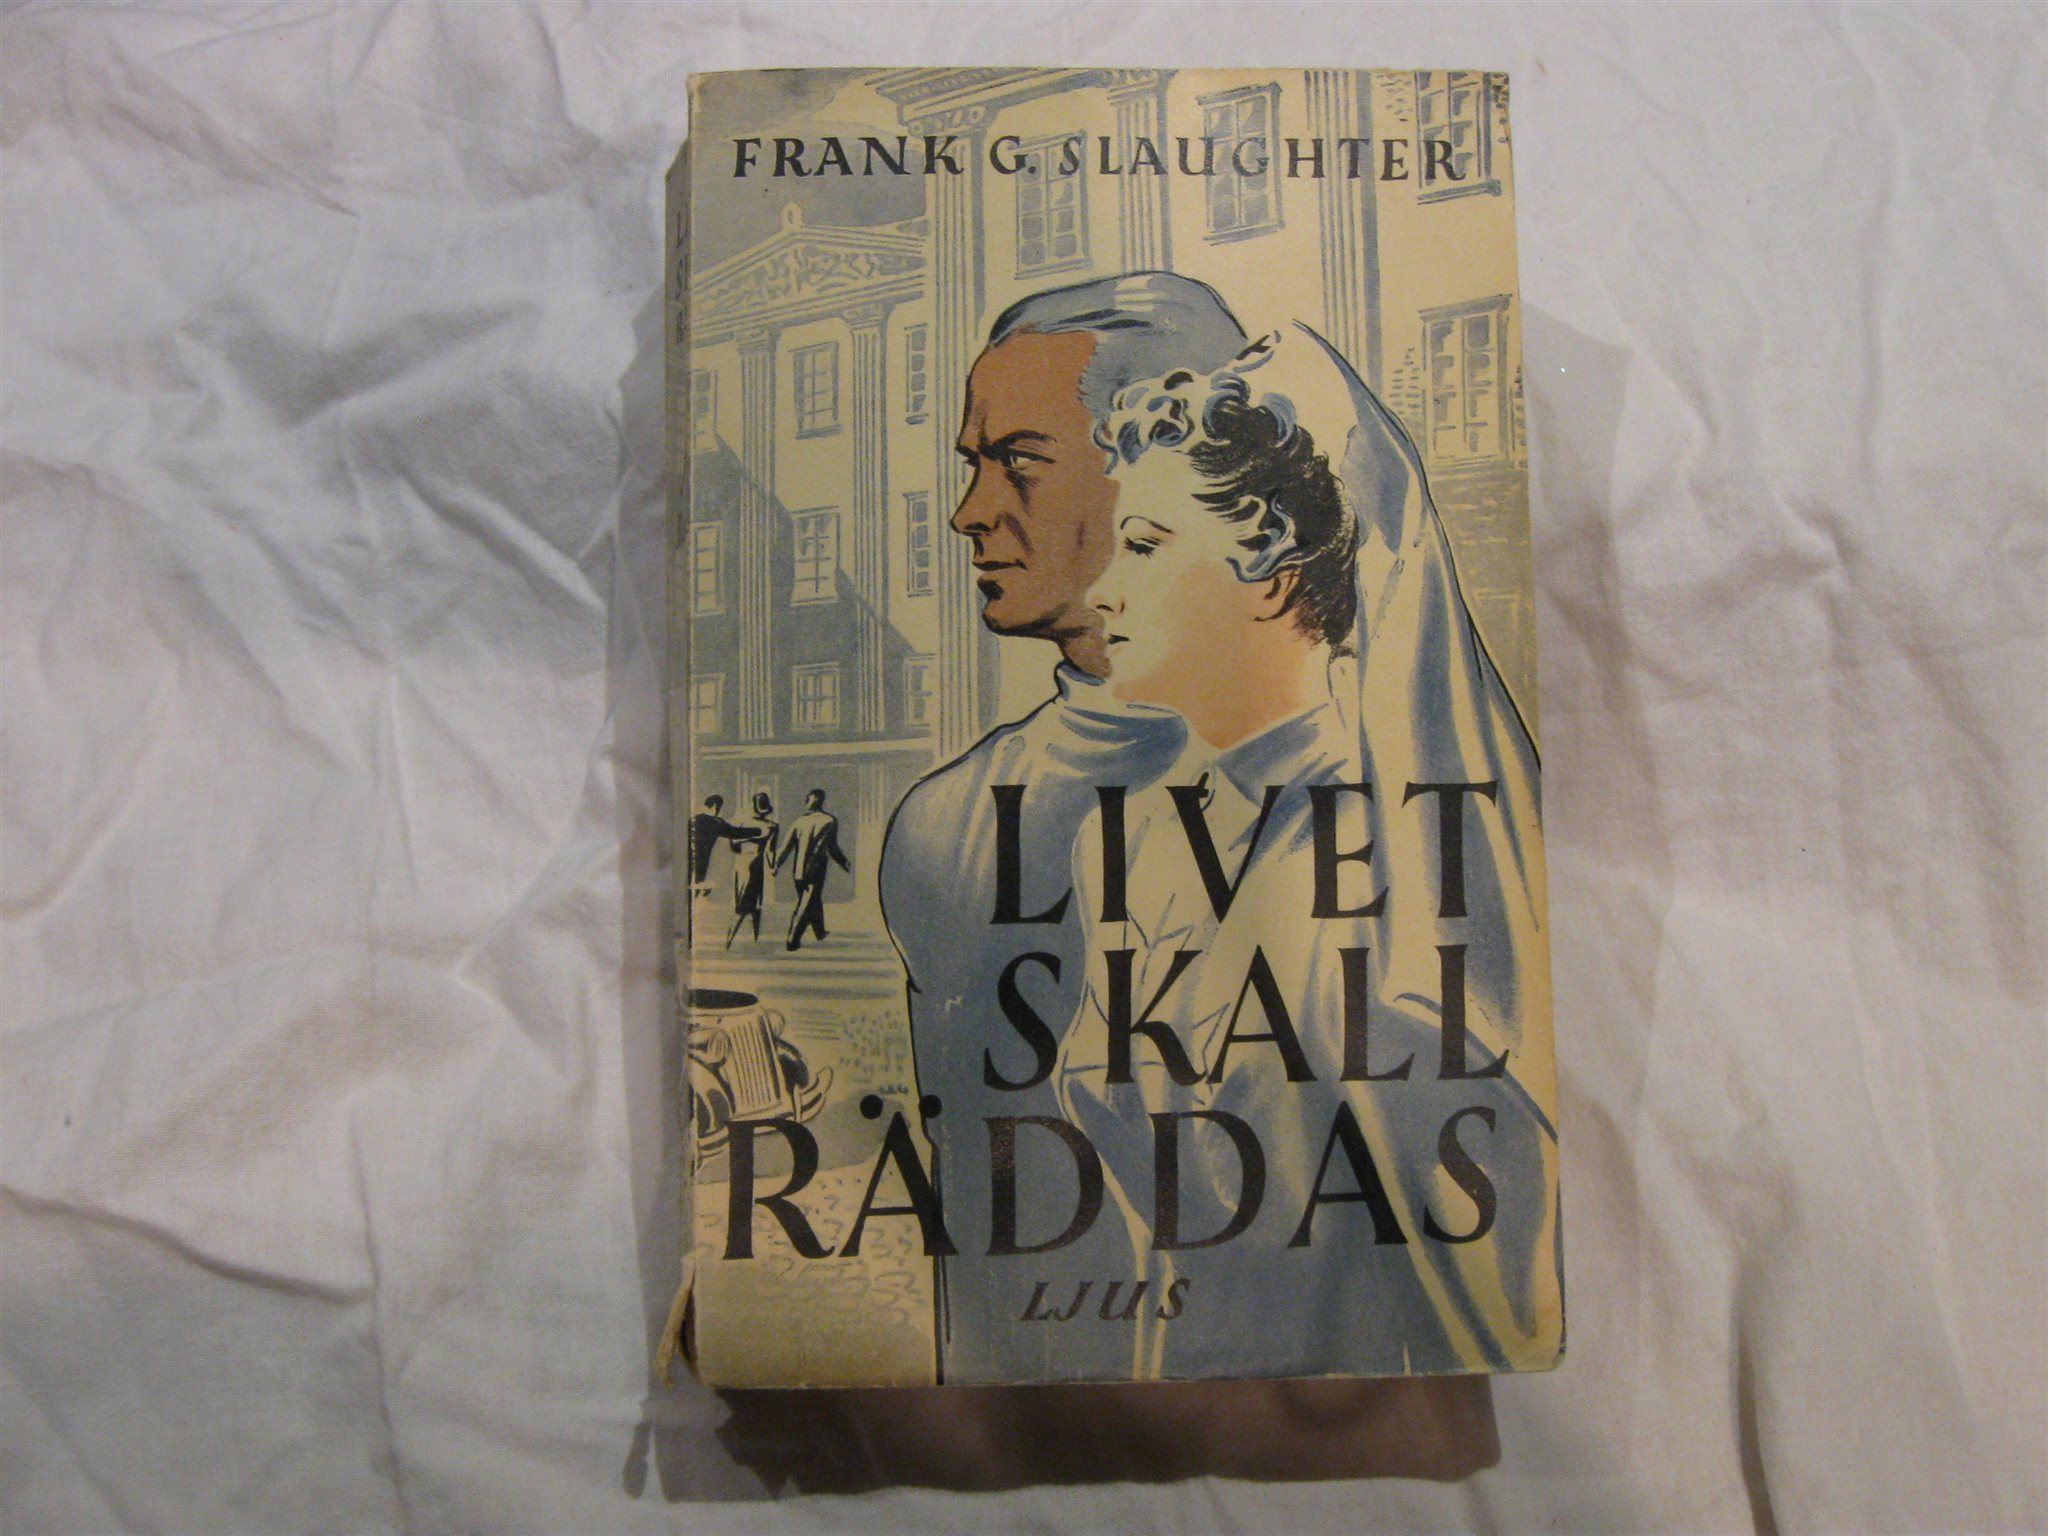 FRANK G. SLAUGHTER
LIVET
SKALL
RÄDDAS
LJUS